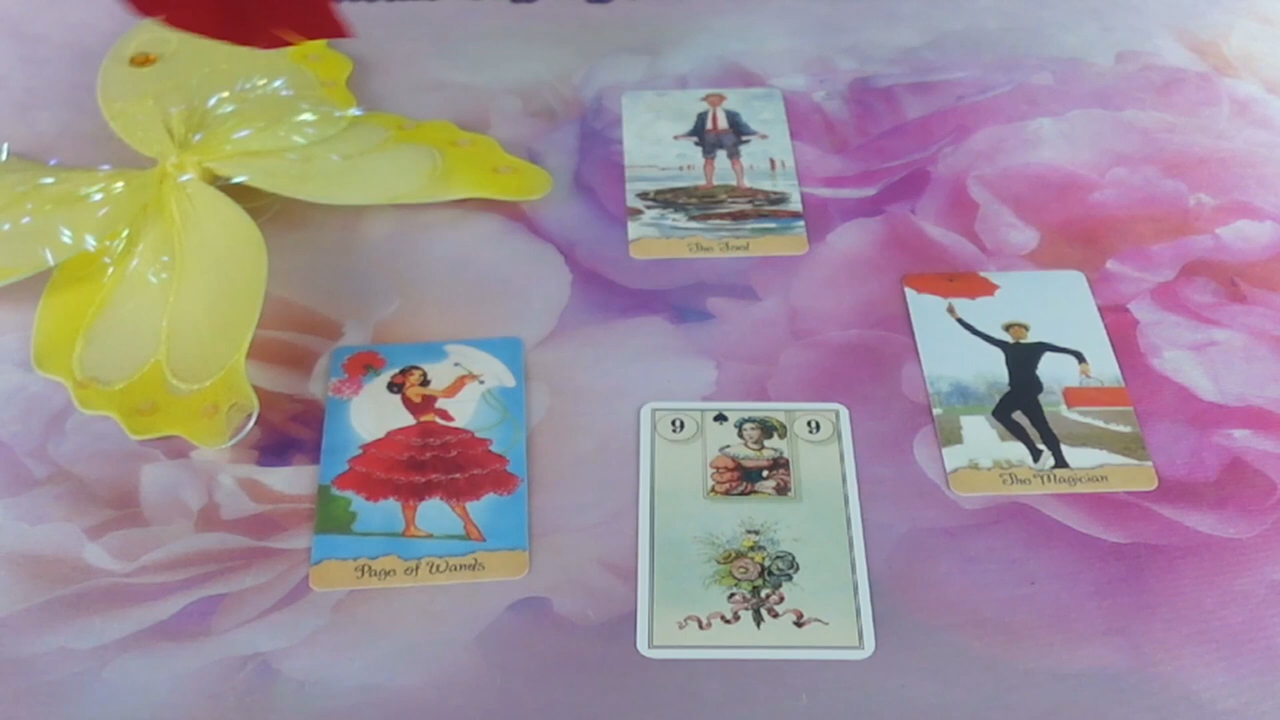 The Fool
The Magician
Page of Wands
9 9